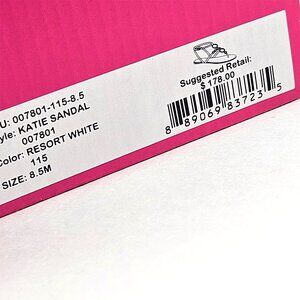 U: 007801-115-8.5
yle: KATIE SANDAL
007801
Color: RESORT WHITE
115
SIZE: 8.5M
Suggested Retail:
$ 178.00
8 89069 83723 5